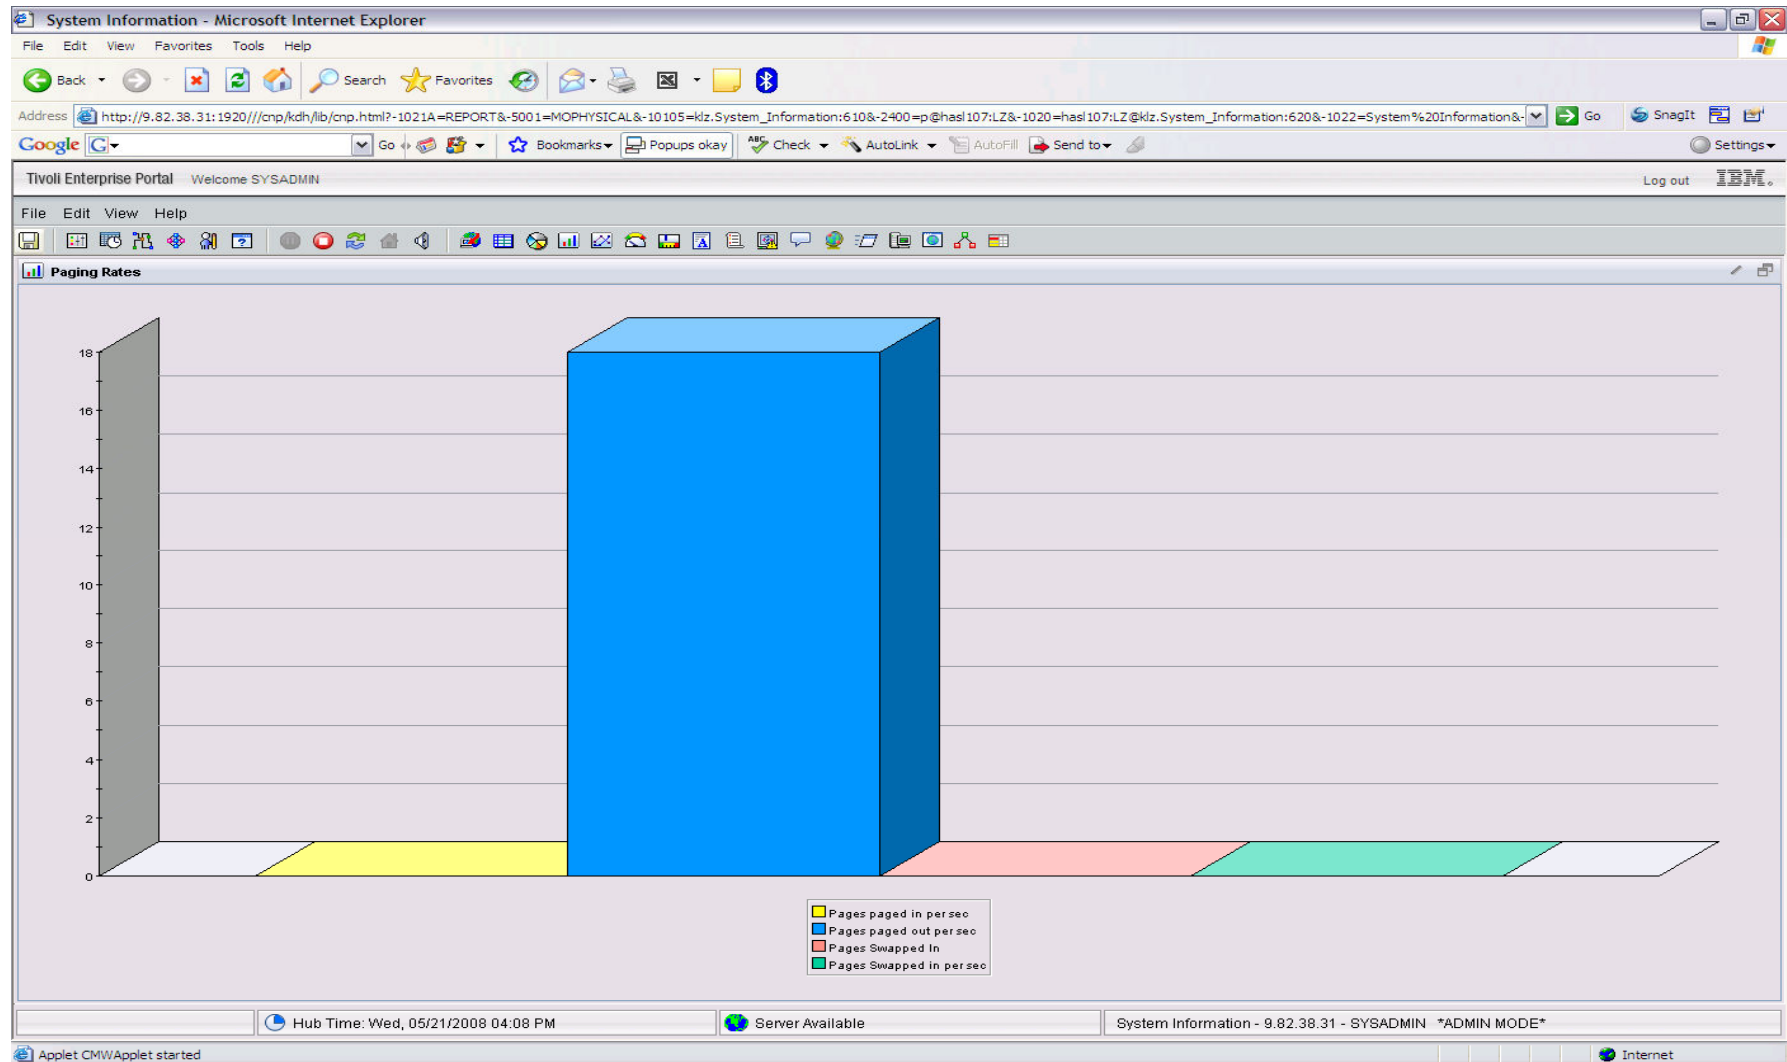 System Information - Microsoft Internet Explorer
File Edit View Favorites Tools Help
Back Search Favorites
Address http://9.82.38.31:1920///cnp/kdh/lib/cnp.html?-1021A=REPORT&-5001=MOPHYSICAL&-10105=klz.System_Information:610&-2400=p@hasl107:LZ&-1020=hasl107:LZ@klz.System_Information:620&-1022=System%20Information&- Go SnagIt
Google G Go Bookmarks Popups okay ABC Check AutoLink AutoFill Send to Settings
Tivoli Enterprise Portal Welcome SYSADMIN Log out IBM.
File Edit View Help
Paging Rates
18
16
14
12
10
8
6
4
2
0
Pages paged in per sec
Pages paged out per sec
Pages Swapped In
Pages Swapped in per sec
Hub Time: Wed, 05/21/2008 04:08 PM Server Available System Information - 9.82.38.31 - SYSADMIN *ADMIN MODE*
Applet CMWApplet started Internet